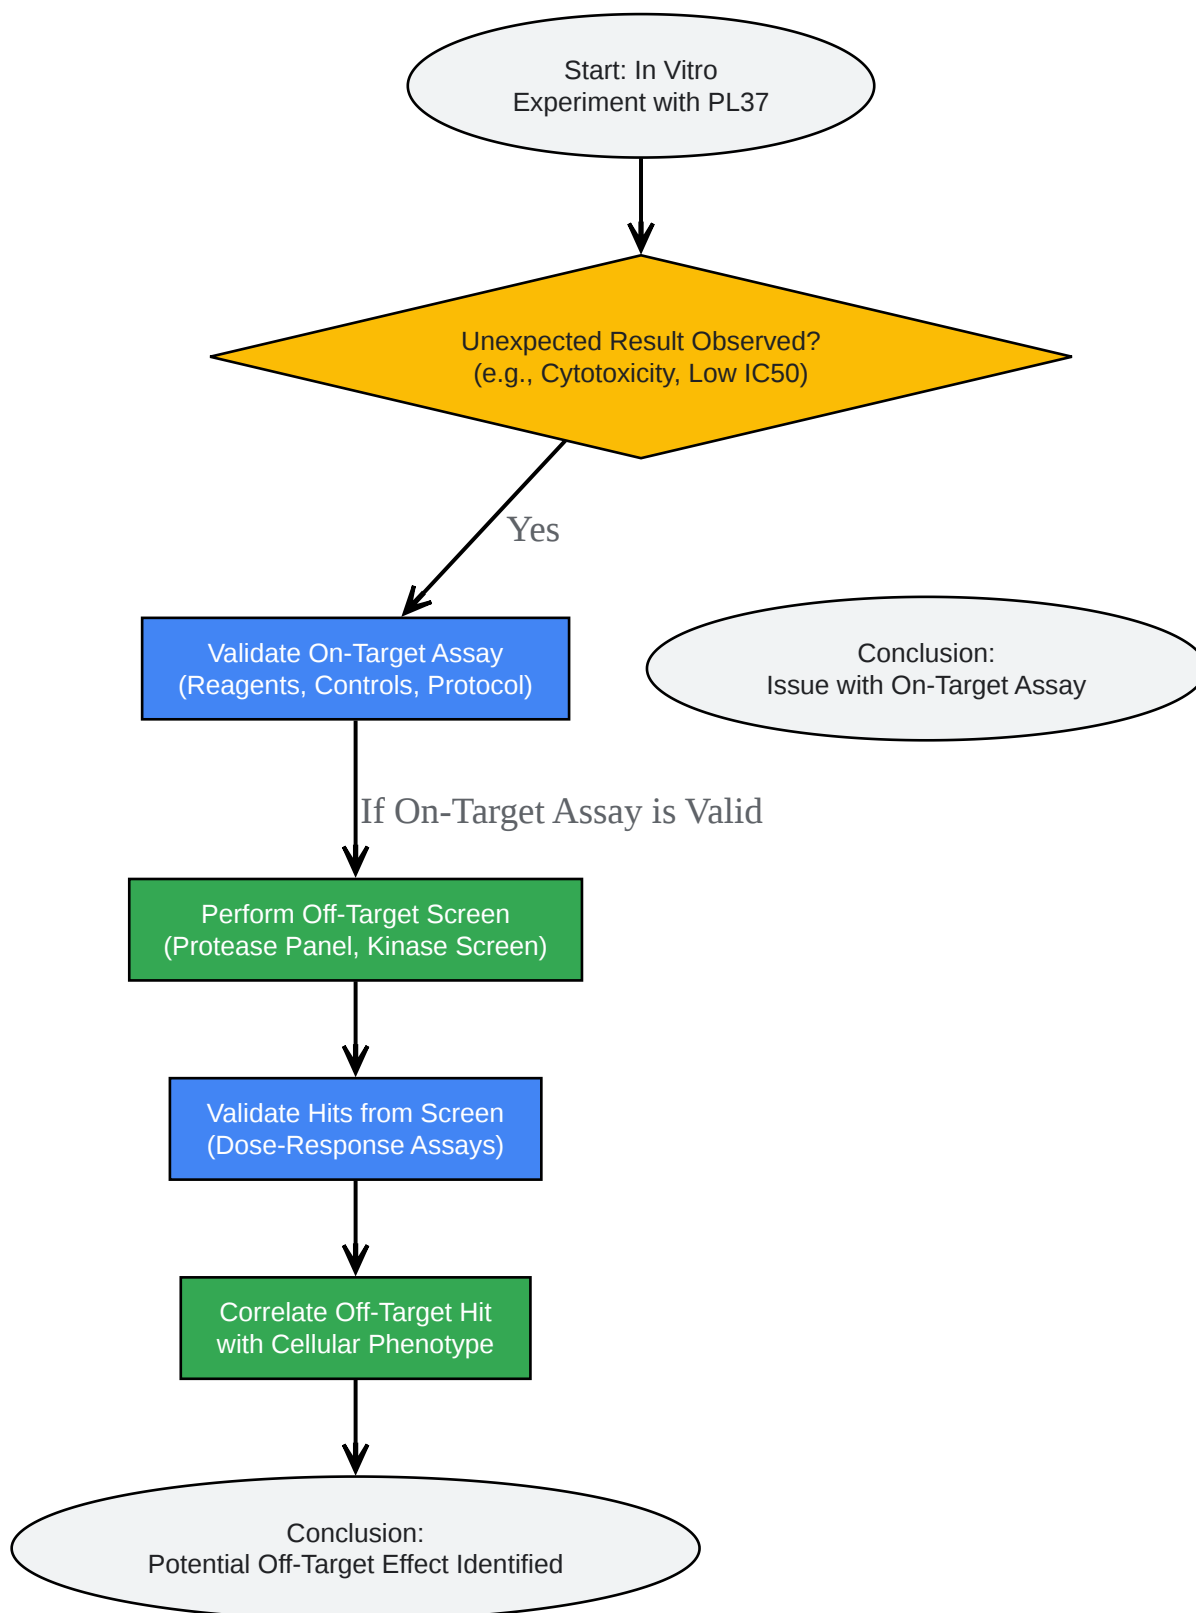 Start: In Vitro
Experiment with PL37
Unexpected Result Observed?
(e.g., Cytotoxicity, Low IC50)
Yes
Validate On-Target Assay
(Reagents, Controls, Protocol)
Conclusion:
Issue with On-Target Assay
If On-Target Assay is Valid
Perform Off-Target Screen
(Protease Panel, Kinase Screen)
Validate Hits from Screen
(Dose-Response Assays)
Correlate Off-Target Hit
with Cellular Phenotype
Conclusion:
Potential Off-Target Effect Identified